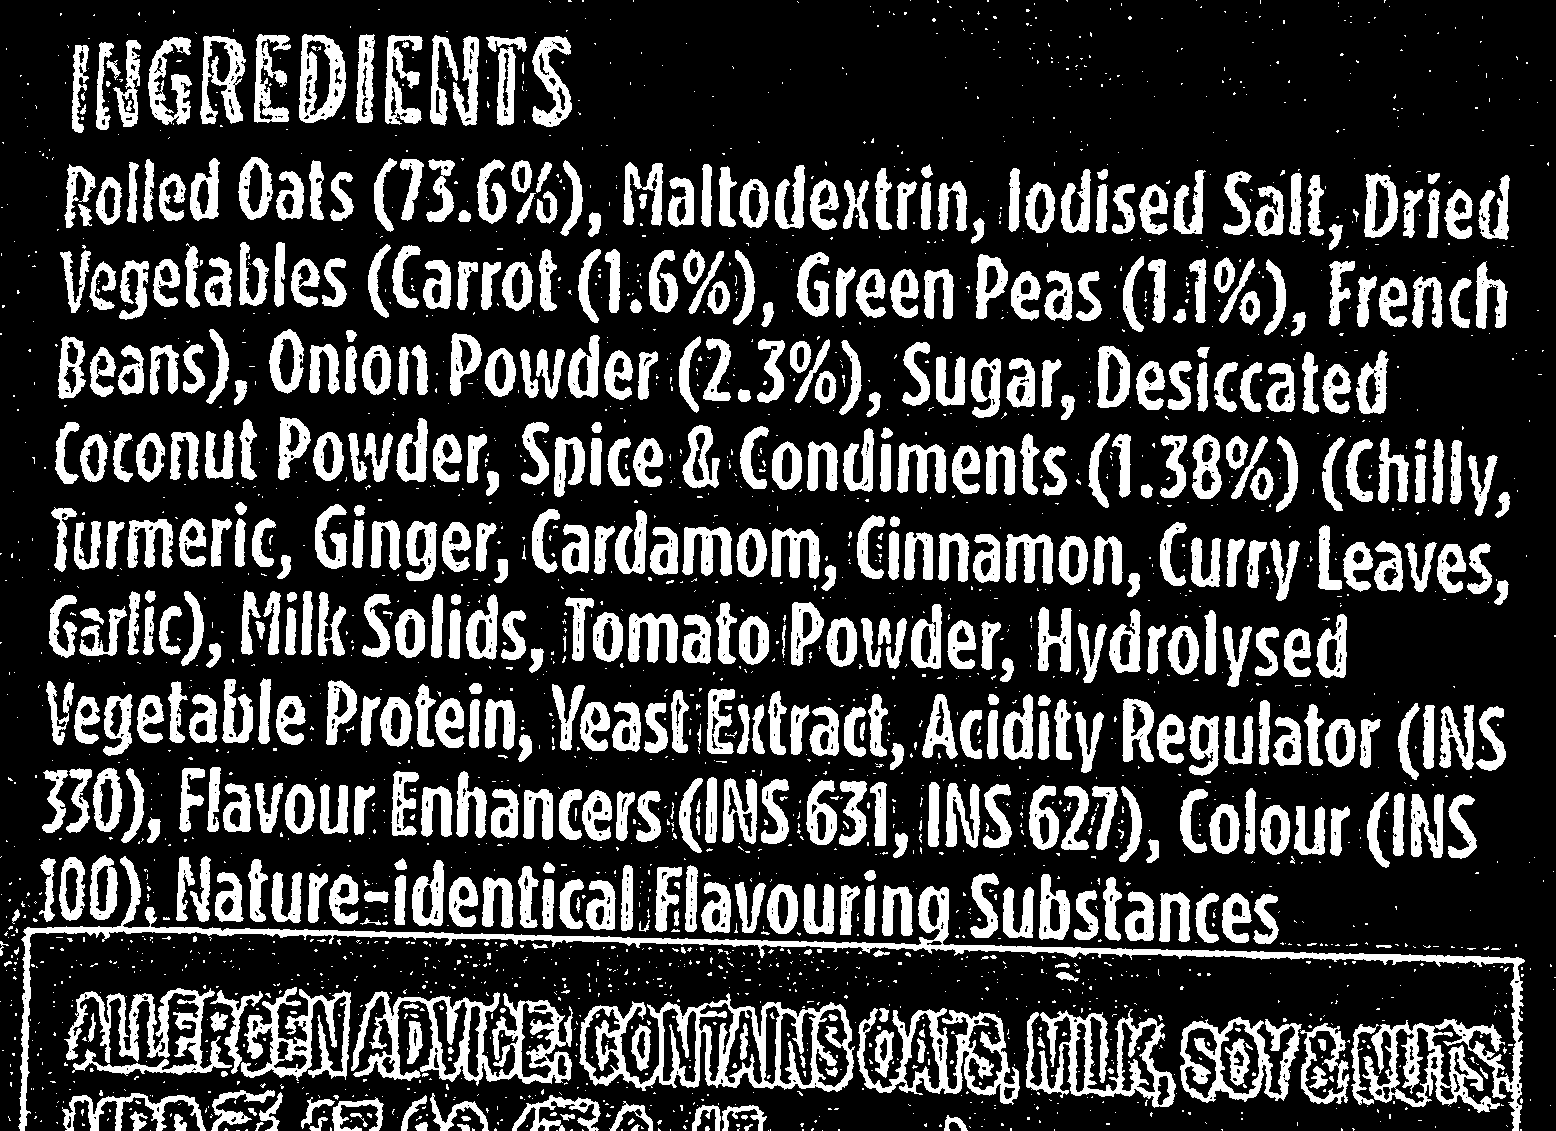 INGREDIENTS
Rolled Oats (73.6%), Maltodextrin, Iodised Salt, Dried
Vegetables (Carrot (1.6%), Green Peas (1.1%), French
Beans), Onion Powder (2.3%), Sugar, Desiccated
Coconut Powder, Spice & Condiments (1.38%) (Chilly,
Turmeric, Ginger, Cardamom, Cinnamon, Curry Leaves,
Garlic), Milk Solids, Tomato Powder, Hydrolysed
Vegetable Protein, Yeast Extract, Acidity Regulator (INS
330), Flavour Enhancers (INS 631, INS 627), Colour (INS
100). Nature-identical Flavouring Substances
ALLERGEN ADVICE: CONTAINS OATS, MILK, SOY & NUTS.